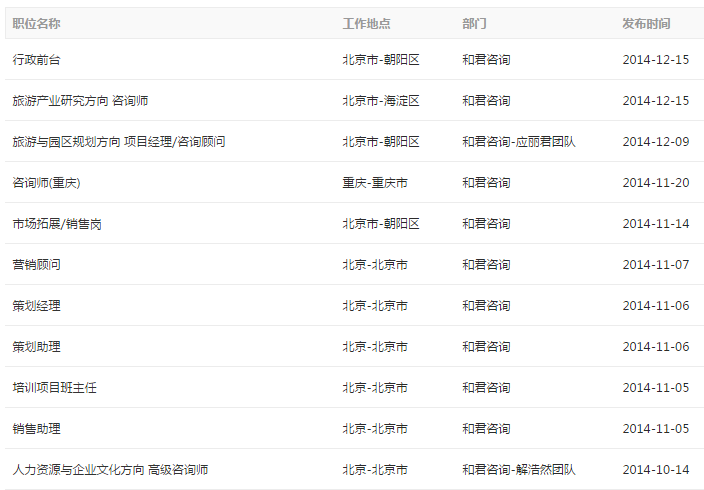 职位名称 工作地点 部门 发布时间
行政前台 北京市-朝阳区 和君咨询 2014-12-15
旅游产业研究方向 咨询师 北京市-海淀区 和君咨询 2014-12-15
旅游与园区规划方向 项目经理/咨询顾问 北京市-朝阳区 和君咨询-应丽君团队 2014-12-09
咨询师(重庆) 重庆-重庆市 和君咨询 2014-11-20
市场拓展/销售岗 北京市-朝阳区 和君咨询 2014-11-14
营销顾问 北京-北京市 和君咨询 2014-11-07
策划经理 北京-北京市 和君咨询 2014-11-06
策划助理 北京-北京市 和君咨询 2014-11-06
培训项目班主任 北京-北京市 和君咨询 2014-11-05
销售助理 北京-北京市 和君咨询 2014-11-05
人力资源与企业文化方向 高级咨询师 北京-北京市 和君咨询-解浩然团队 2014-10-14